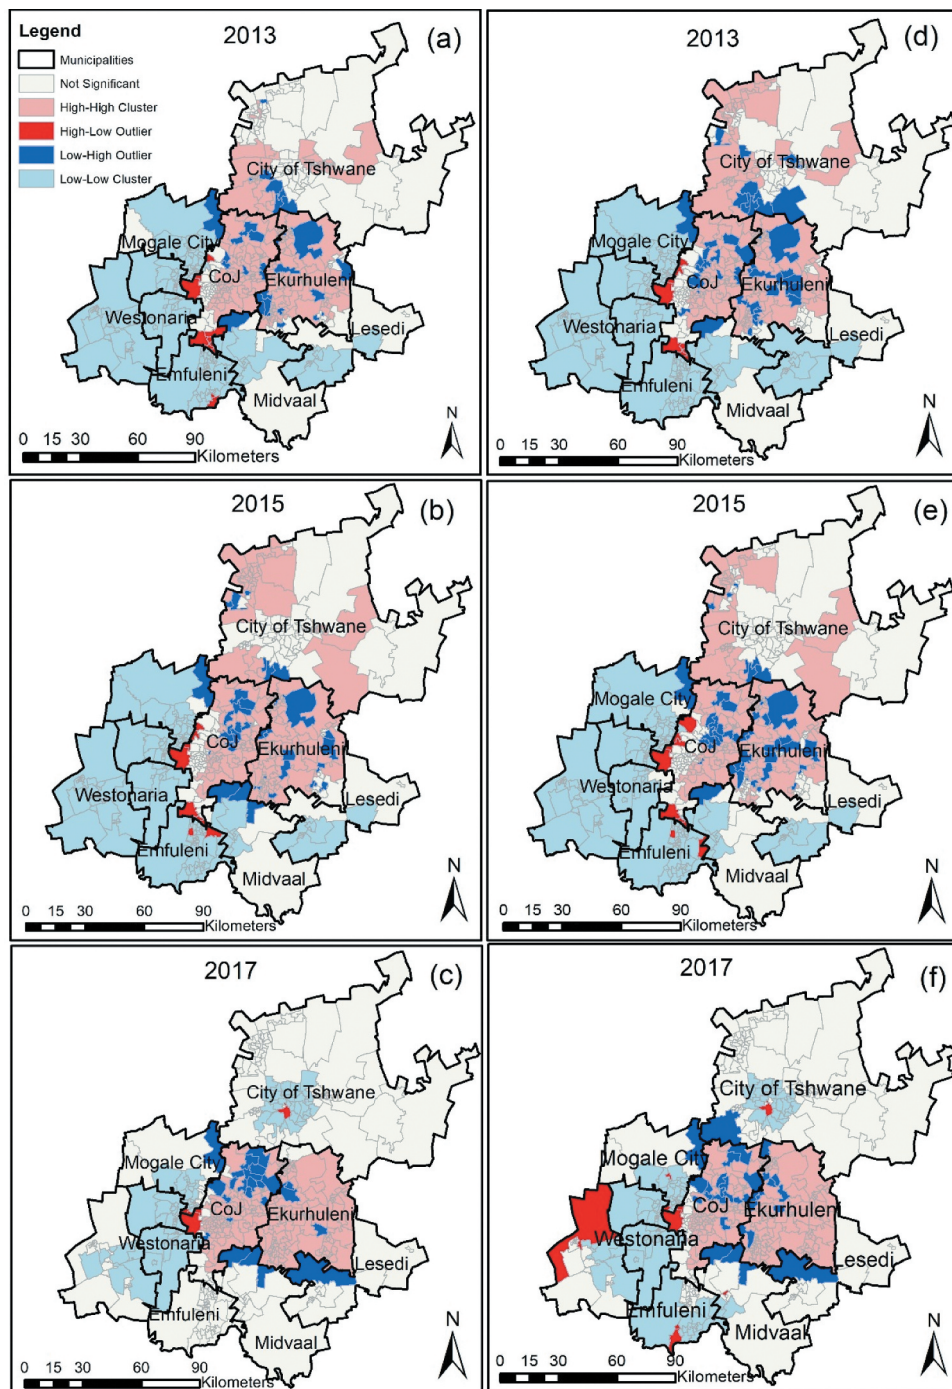 Legend
Municipalities
Not Significant
High-High Cluster
High-Low Outlier
Low-High Outlier
Low-Low Cluster
2013
(a)
City of Tshwane
Mogale City
CoJ
Ekurhuleni
Westonaria
Lesedi
Emfuleni
Midvaal
N
0 15 30 60 90
Kilometers
2013
(d)
City of Tshwane
Mogale City
CoJ
Ekurhuleni
Westonaria
Lesedi
Emfuleni
Midvaal
N
0 15 30 60 90
Kilometers
2015
(b)
City of Tshwane
CoJ
Ekurhuleni
Westonaria
Lesedi
Emfuleni
Midvaal
N
0 15 30 60 90
Kilometers
2015
(e)
City of Tshwane
Mogale City
CoJ
Ekurhuleni
Westonaria
Lesedi
Emfuleni
Midvaal
N
0 15 30 60 90
Kilometers
2017
(c)
City of Tshwane
Mogale City
CoJ
Ekurhuleni
Westonaria
Lesedi
Emfuleni
Midvaal
N
0 15 30 60 90
Kilometers
2017
(f)
City of Tshwane
Mogale City
CoJ
Ekurhuleni
Westonaria
Lesedi
Emfuleni
Midvaal
N
0 15 30 60 90
Kilometers